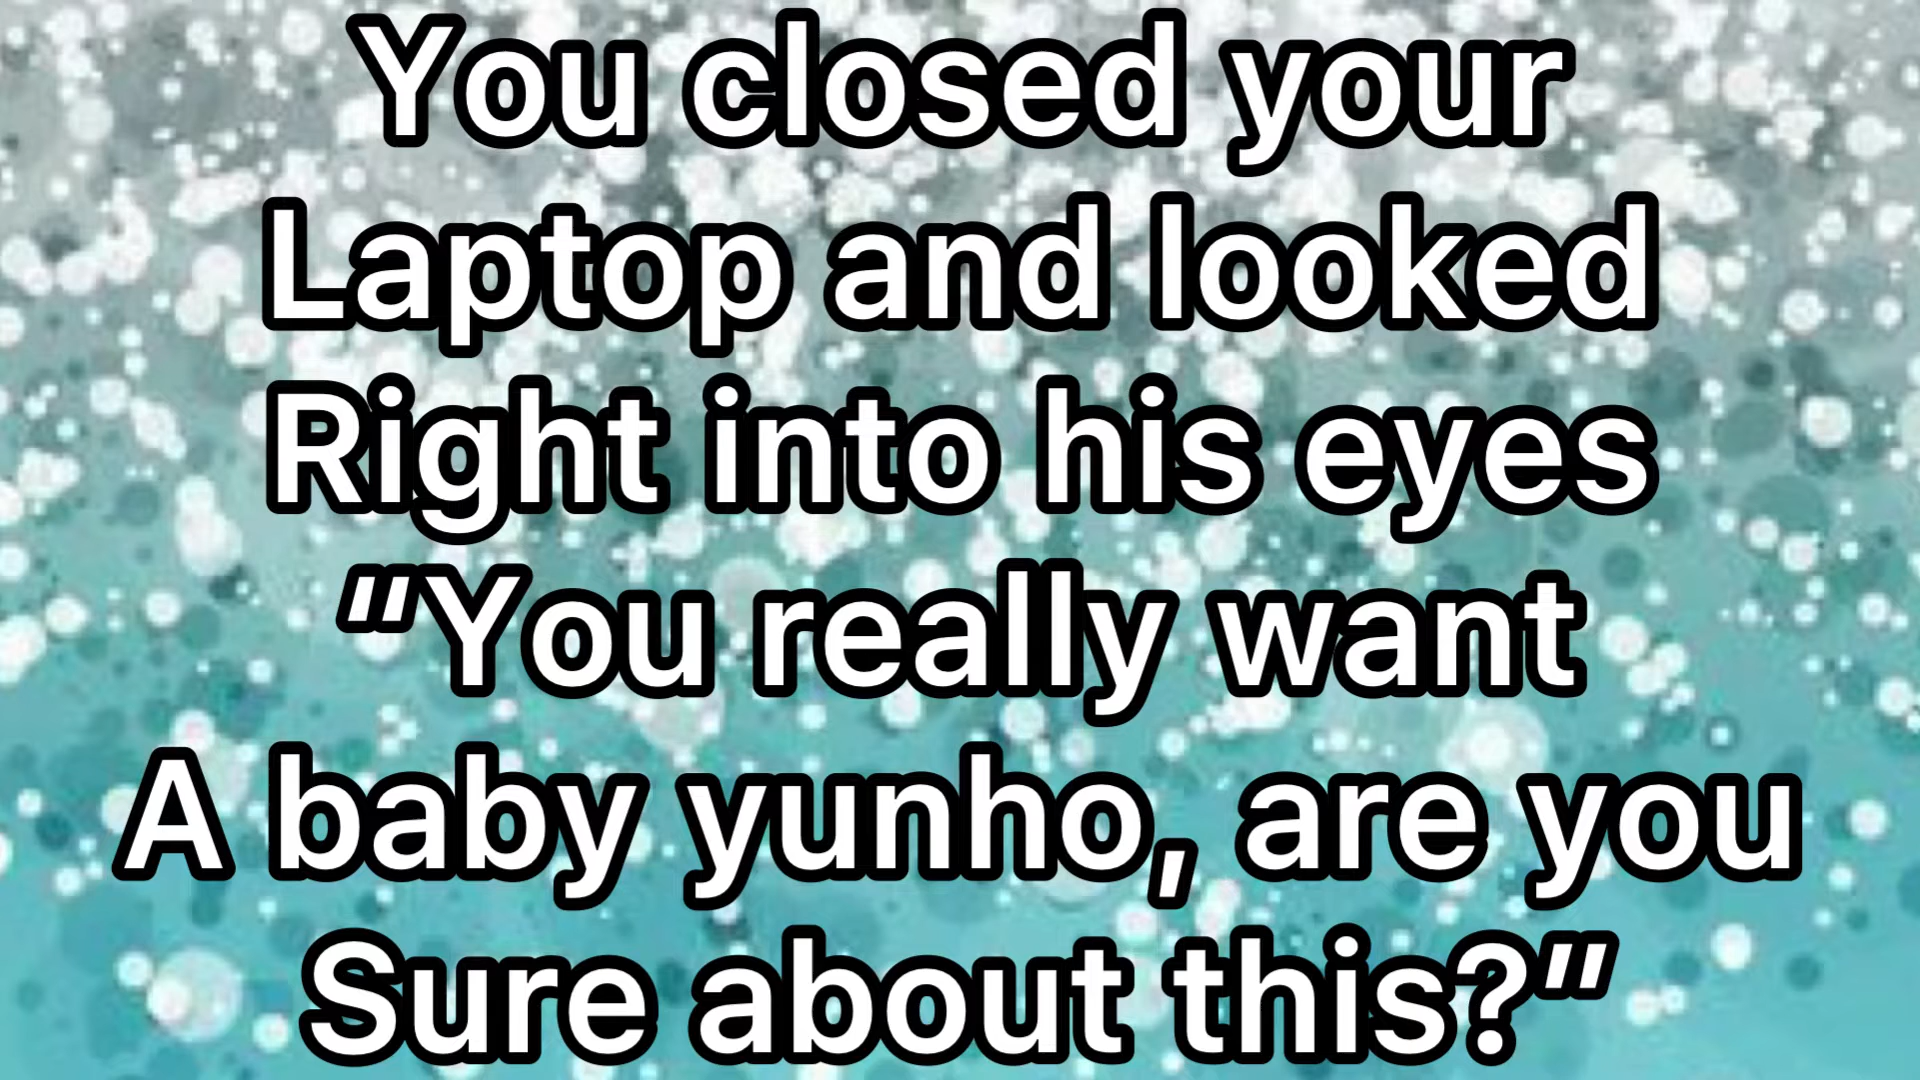 You closed your
Laptop and looked
Right into his eyes
“You really want
A baby yunho, are you
Sure about this?”